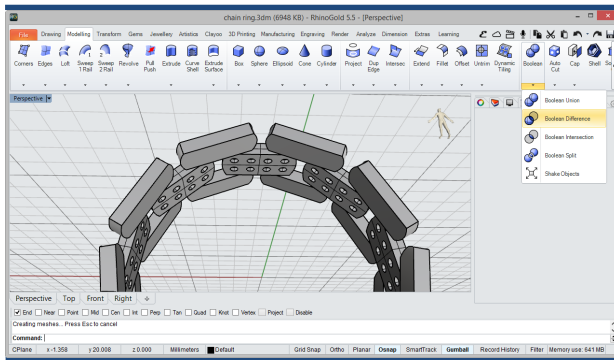 chain ring.3dm (6948 KB) - RhinoGold 5.5 - [Perspective]
File Drawing Modelling Transform Gems Jewellery Artistica Clayoo 3D Printing Manufacturing Engraving Render Analyze Dimension Extras Learning
Corners Edges Loft Sweep 1 Rail Sweep 2 Rail Revolve Pull Push Extrude Curve Shell Extrude Surface Box Sphere Ellipsoid Cone Cylinder Project Dup Edge Intersec Extend Fillet Offset Untrim Dynamic Tiling Boolean Auto Cut Cap Shell
Perspective
Boolean Union
Boolean Difference
Boolean Intersection
Boolean Split
Shake Objects
Perspective Top Front Right
End Near Point Mid Cen Int Perp Tan Quad Knot Vertex Project Disable
Creating meshes... Press Esc to cancel
Command:
CPlane x -1.358 y 20.008 z 0.000 Millimeters Default Grid Snap Ortho Planar Osnap SmartTrack Gumball Record History Filter Memory use: 641 MB